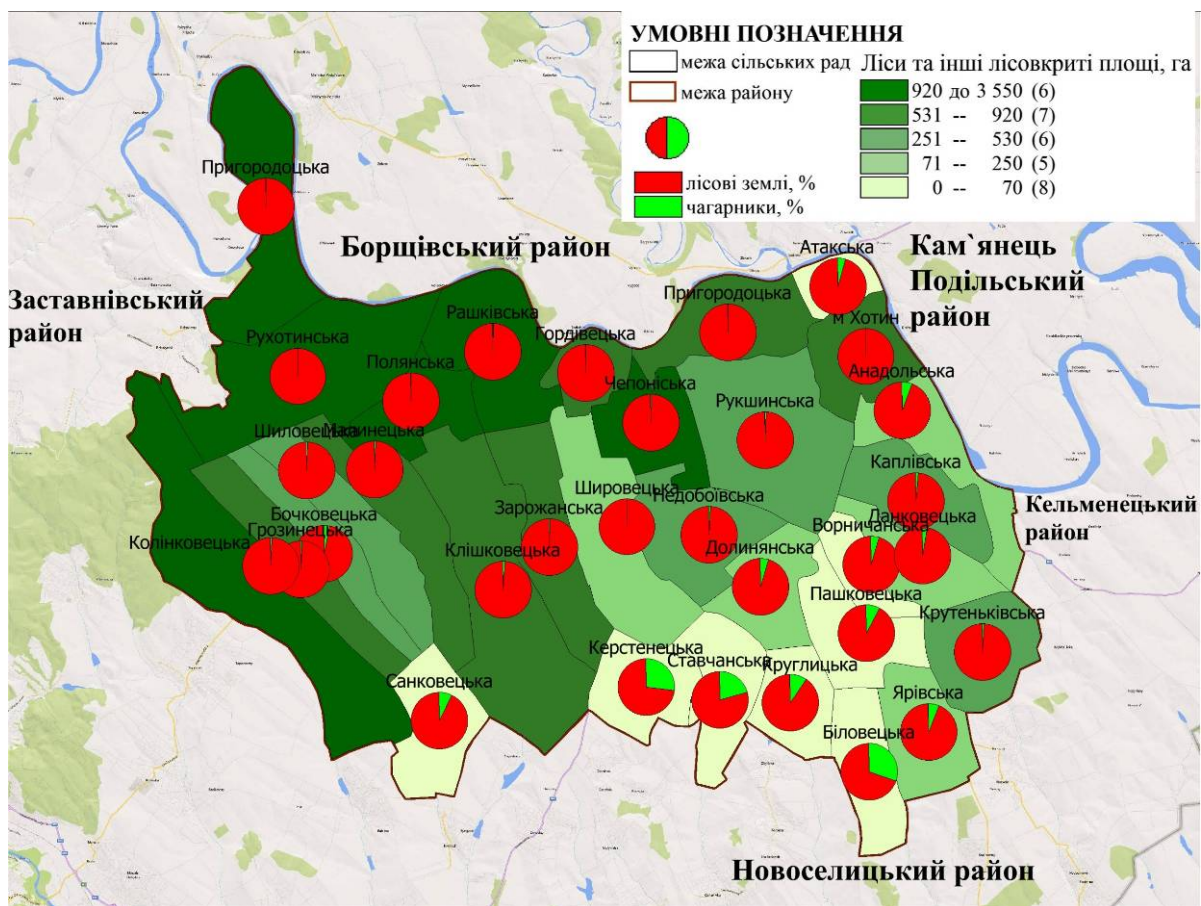 УМОВНІ ПОЗНАЧЕННЯ
межа сільських рад
межа району
лісові землі, %
чагарники, %
Ліси та інші лісовкриті площі, га
920 до 3 550 (6)
531 -- 920 (7)
251 -- 530 (6)
71 -- 250 (5)
0 -- 70 (8)
Пригородоцька
Борщівський район
Атакська
Кам`янець
Подільський
район
Заставнівський
район
Пригородоцька
Рашківська
Гордівецька
м Хотин
Рухотинська
Полянська
Чепоніська
Рукшинська
Анадольська
Шиловецька
Малинецька
Каплівська
Кельменецький
район
Бочковецька
Грозинецька
Колінковецька
Зарожанська
Клішковецька
Шировецька
Недобоївська
Данковецька
Ворничанська
Долинянська
Пашковецька
Крутеньківська
Санковецька
Керстенецька
Ставчанська
Круглицька
Ярівська
Біловецька
Новоселицький район